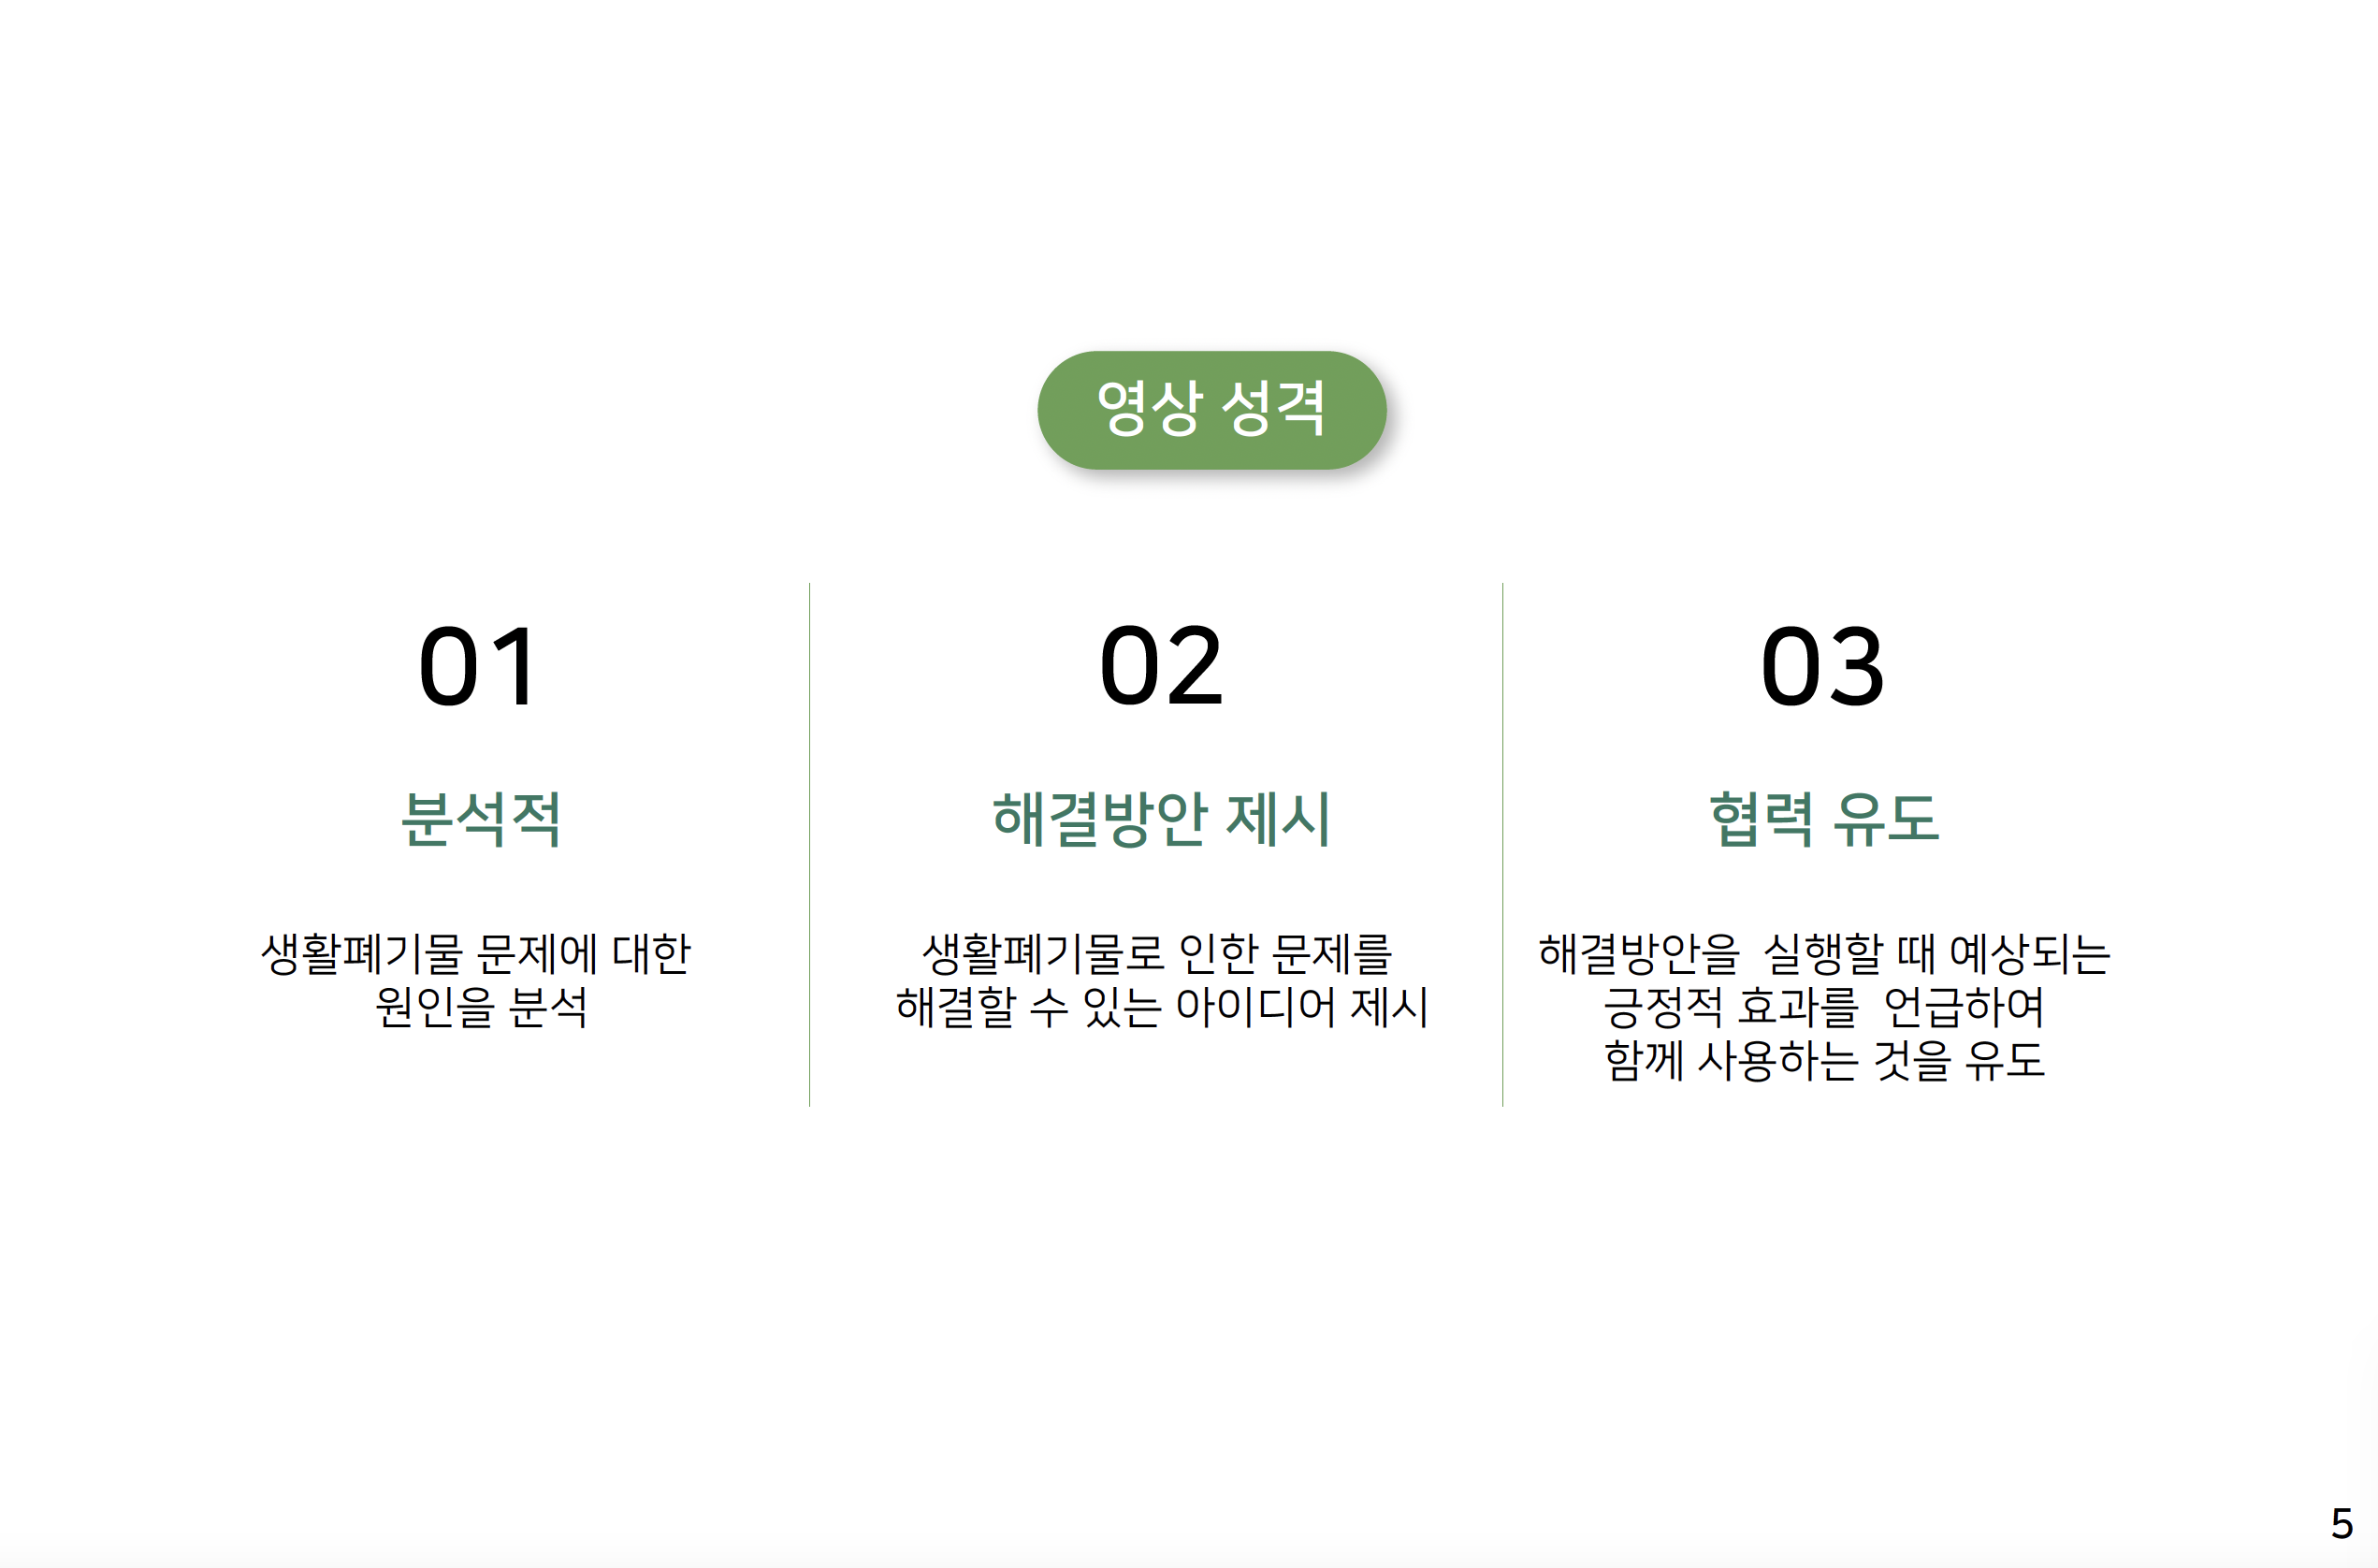 영상 성격
01
분석적
생활폐기물 문제에 대한
원인을 분석
02
해결방안 제시
생활폐기물로 인한 문제를
해결할 수 있는 아이디어 제시
03
협력 유도
해결방안을  실행할 때 예상되는
긍정적 효과를  언급하여
함께 사용하는 것을 유도
5